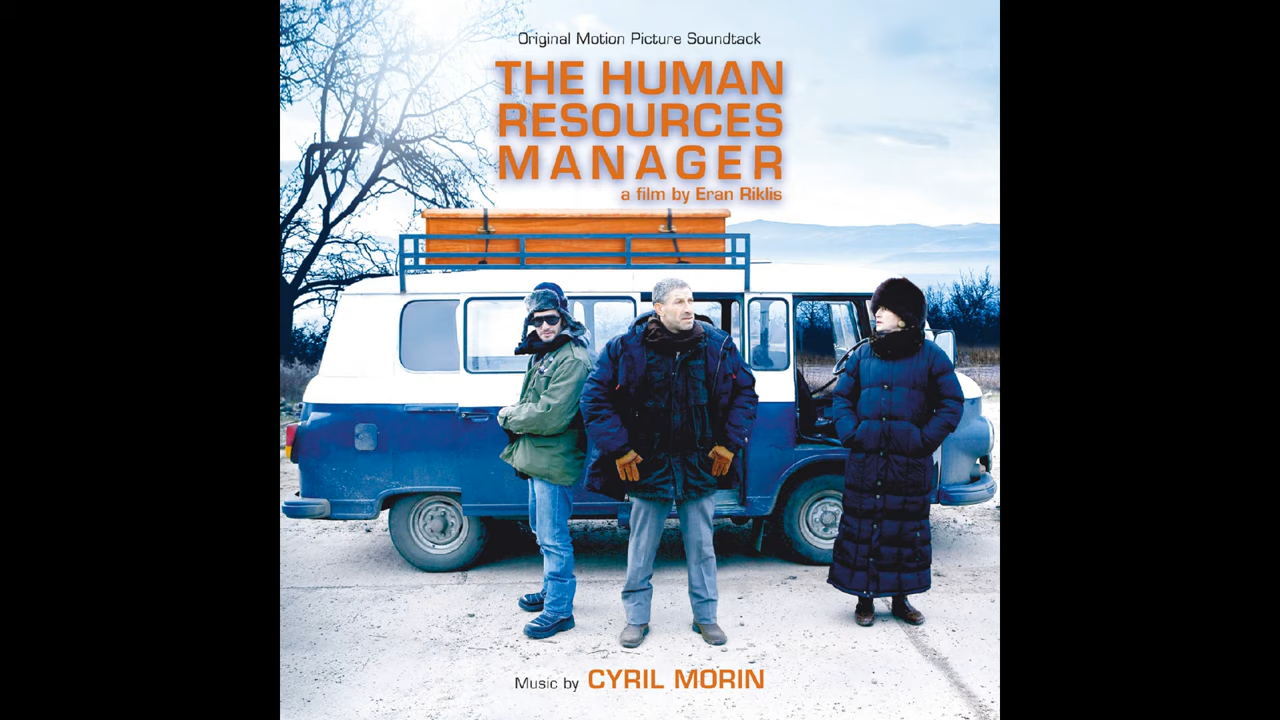 Original Motion Picture Soundtack
THE HUMAN
RESOURCES
MANAGER
a film by Eran Riklis
Music by CYRIL MORIN